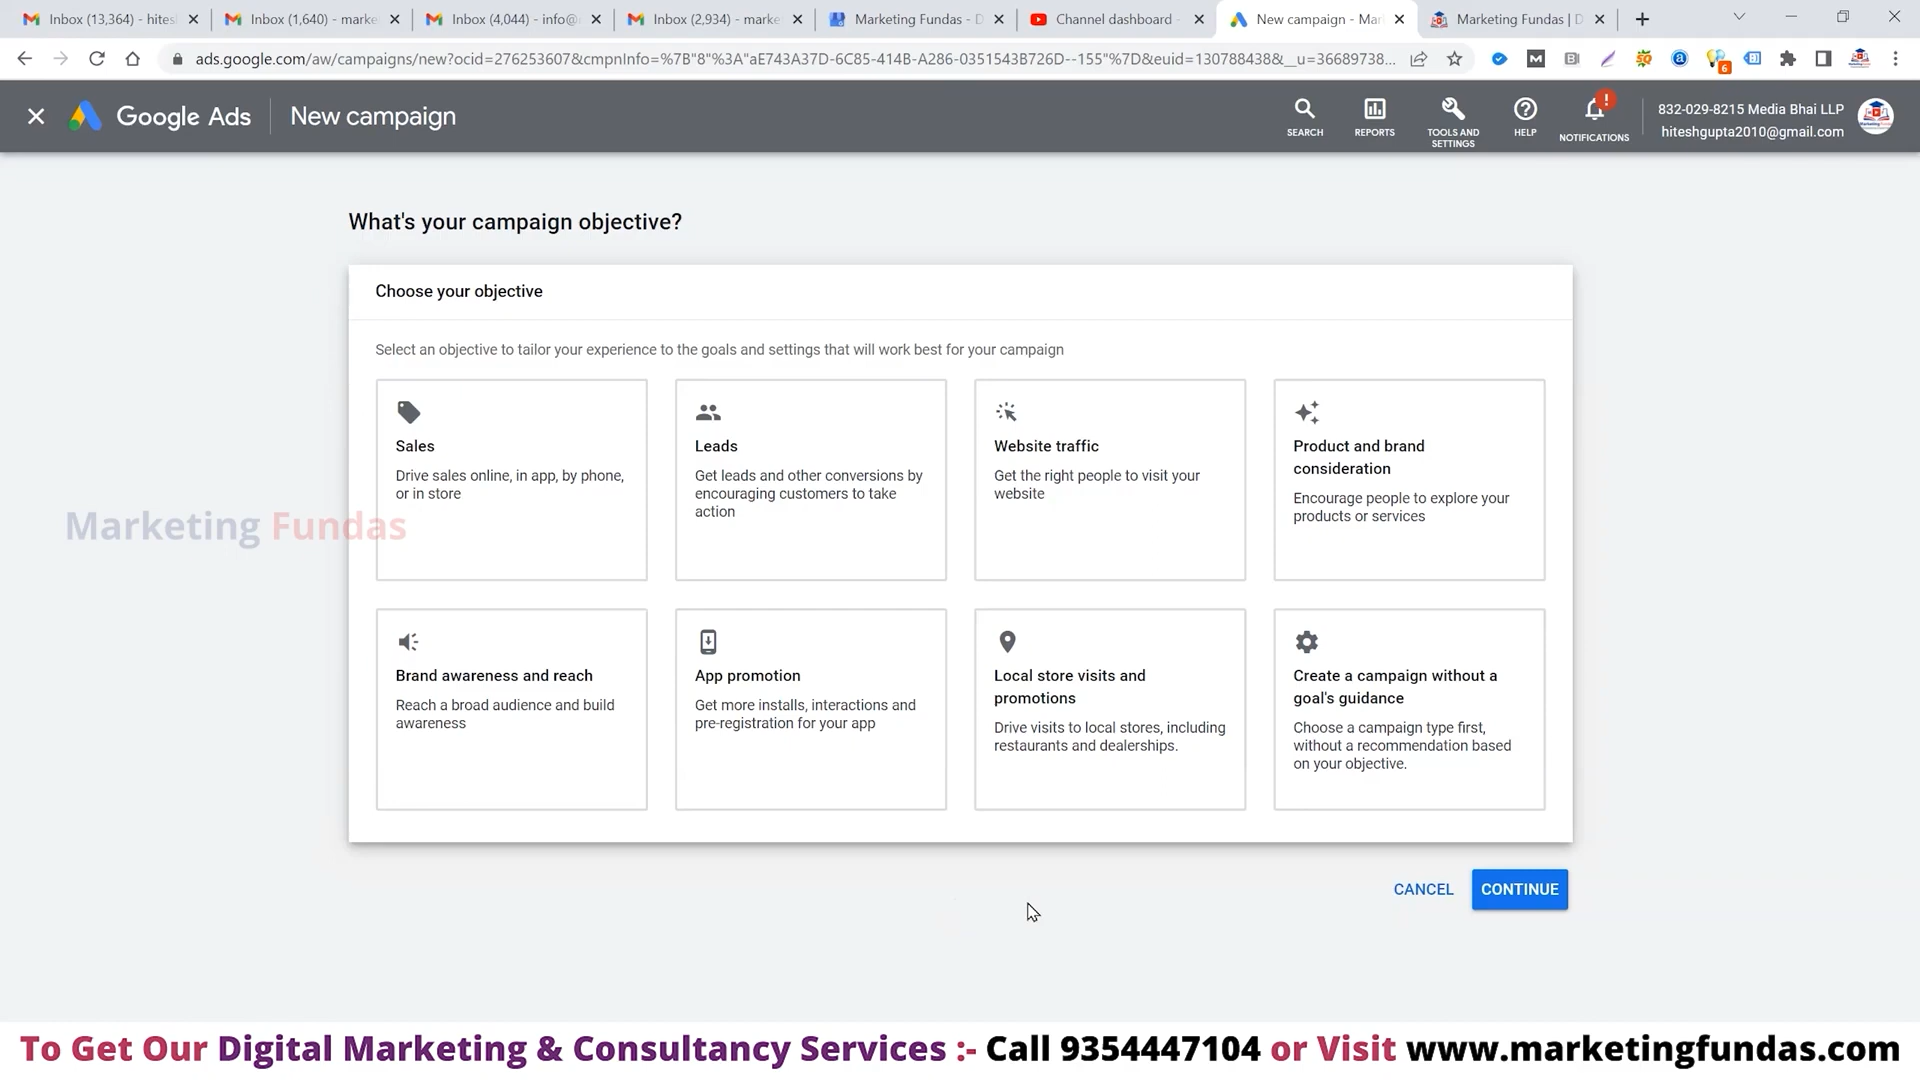 Inbox (13,364) - hites
Inbox (1,640) - marke
Inbox (4,044) - info@
Inbox (2,934) - marke
Marketing Fundas - D
Channel dashboard -
New campaign - Mar
Marketing Fundas | D
ads.google.com/aw/campaigns/new?ocid=276253607&cmpnInfo=%7B"8"%3A"aE743A37D-6C85-414B-A286-0351543B726D--155"%7D&euid=130788438&__u=36689738...
6
Google Ads
New campaign
SEARCH
REPORTS
TOOLS AND
SETTINGS
HELP
!
NOTIFICATIONS
832-029-8215 Media Bhai LLP
hiteshgupta2010@gmail.com
What's your campaign objective?
Choose your objective
Select an objective to tailor your experience to the goals and settings that will work best for your campaign
Sales
Drive sales online, in app, by phone,
or in store
Leads
Get leads and other conversions by
encouraging customers to take
action
Website traffic
Get the right people to visit your
website
Product and brand
consideration
Encourage people to explore your
products or services
Marketing Fundas
Brand awareness and reach
Reach a broad audience and build
awareness
App promotion
Get more installs, interactions and
pre-registration for your app
Local store visits and
promotions
Drive visits to local stores, including
restaurants and dealerships.
Create a campaign without a
goal's guidance
Choose a campaign type first,
without a recommendation based
on your objective.
CANCEL
CONTINUE
To Get Our Digital Marketing & Consultancy Services :- Call 9354447104 or Visit www.marketingfundas.com